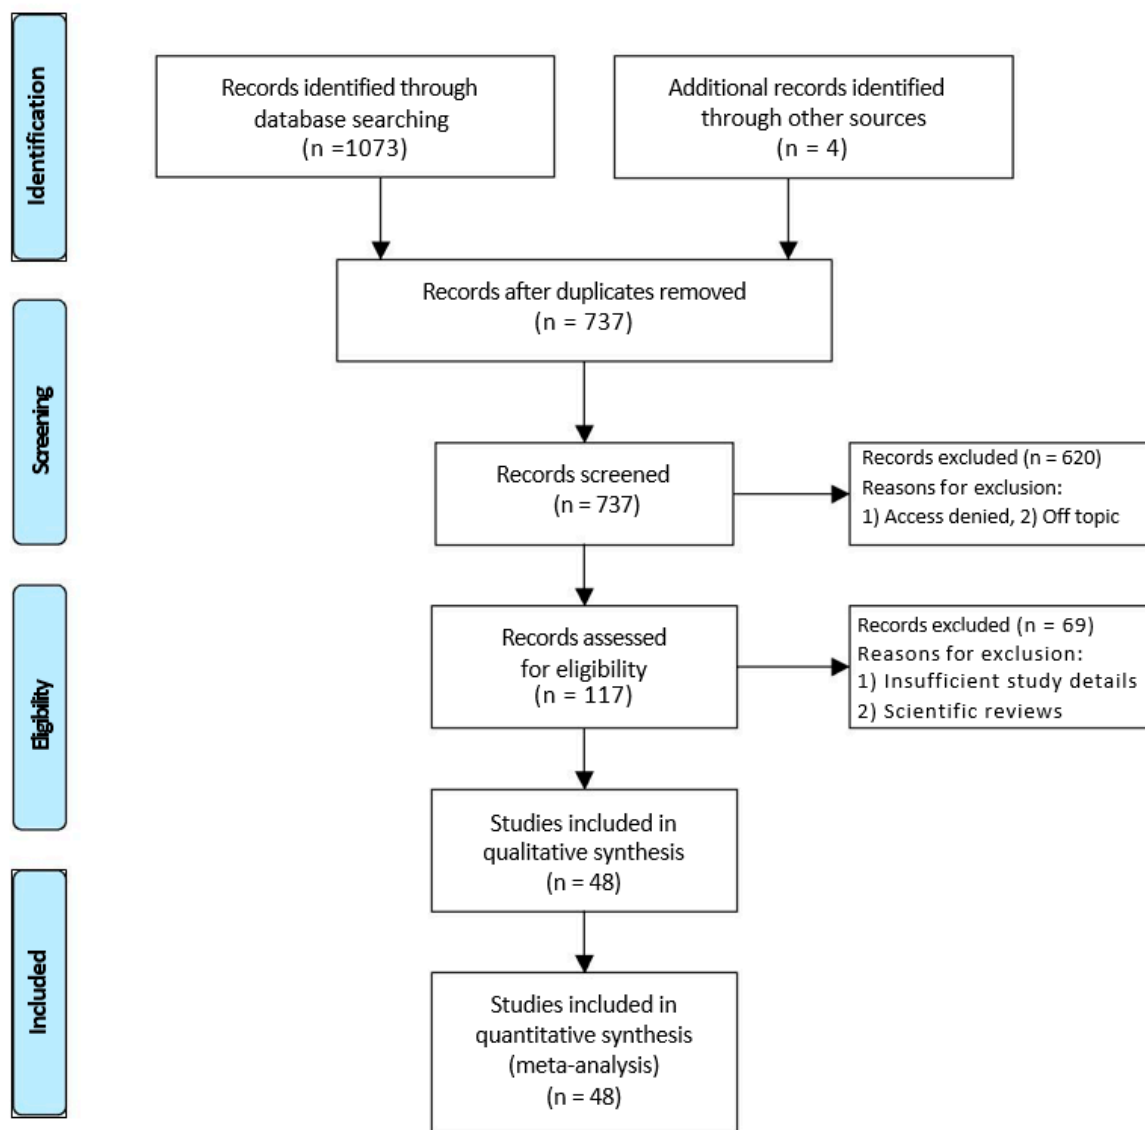 Identification
Records identified through
database searching
(n =1073)
Additional records identified
through other sources
(n = 4)
Records after duplicates removed
(n = 737)
Screening
Records screened
(n = 737)
Records excluded (n = 620)
Reasons for exclusion:
1) Access denied, 2) Off topic
Eligibility
Records assessed
for eligibility
(n = 117)
Records excluded (n = 69)
Reasons for exclusion:
1) Insufficient study details
2) Scientific reviews
Studies included in
qualitative synthesis
(n = 48)
Included
Studies included in
quantitative synthesis
(meta-analysis)
(n = 48)